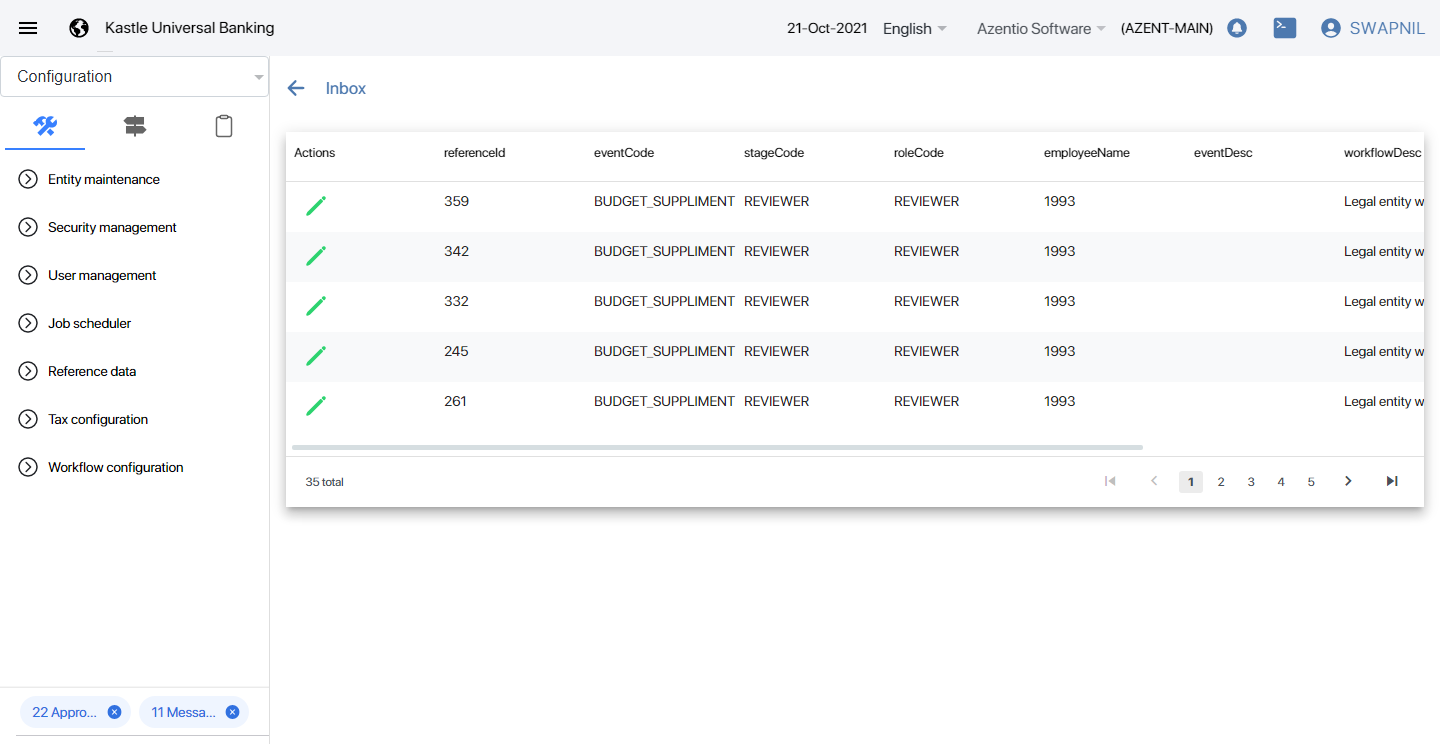 Kastle Universal Banking
21-Oct-2021 English Azentio Software (AZENT-MAIN) SWAPNIL
Configuration
Entity maintenance
Security management
User management
Job scheduler
Reference data
Tax configuration
Workflow configuration
22 Appro... 11 Messa...
Inbox
Actions referenceId eventCode stageCode roleCode employeeName eventDesc workflowDesc
359 BUDGET_SUPPLIMENT REVIEWER REVIEWER 1993 Legal entity w
342 BUDGET_SUPPLIMENT REVIEWER REVIEWER 1993 Legal entity w
332 BUDGET_SUPPLIMENT REVIEWER REVIEWER 1993 Legal entity w
245 BUDGET_SUPPLIMENT REVIEWER REVIEWER 1993 Legal entity w
261 BUDGET_SUPPLIMENT REVIEWER REVIEWER 1993 Legal entity w
35 total 1 2 3 4 5